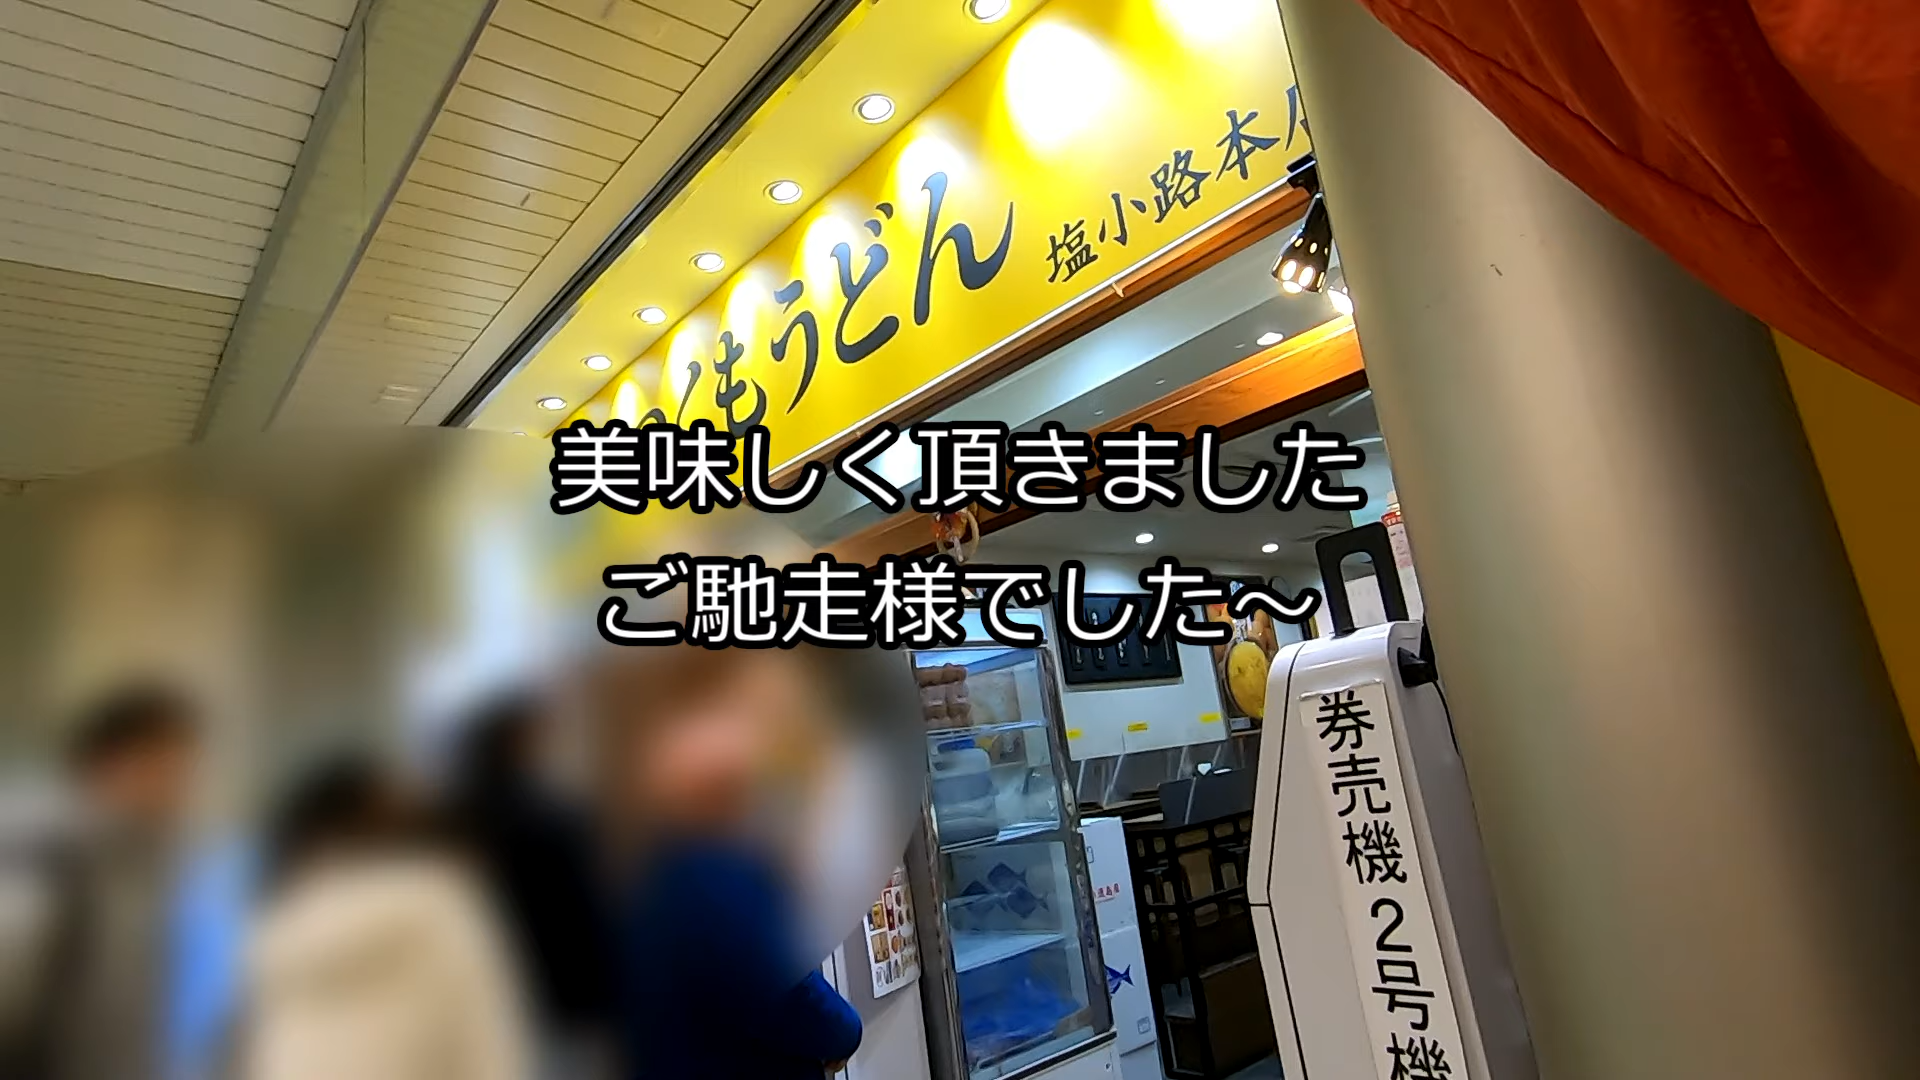 くもうどん
塩小路本
美味しく頂きました
ご馳走様でした～
券売機2号機